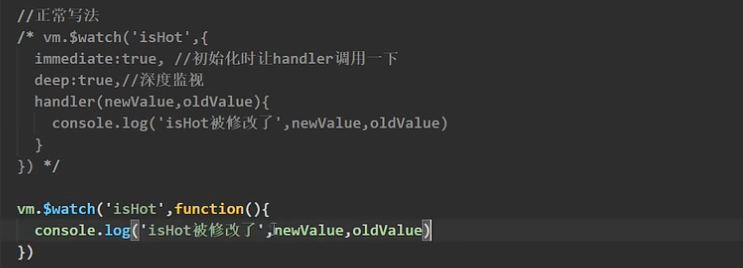 //正常写法
/* vm.$watch('isHot',{
immediate:true, //初始化时让handler调用一下
deep:true,//深度监视
handler(newValue,oldValue){
console.log('isHot被修改了',newValue,oldValue)
}
}) */
vm.$watch('isHot',function(){
console.log('isHot被修改了',newValue,oldValue)
})